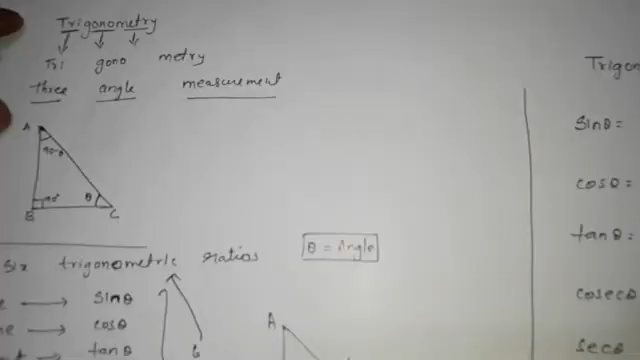 Trigonometry
Tri gono metry
three angle measurement
A
90-θ
90° θ
B C
Six trigonometric ratios
θ = Angle
sinθ
cosθ
tanθ
6
A
Trigon
Sinθ =
cosθ =
tanθ =
cosecθ
secθ